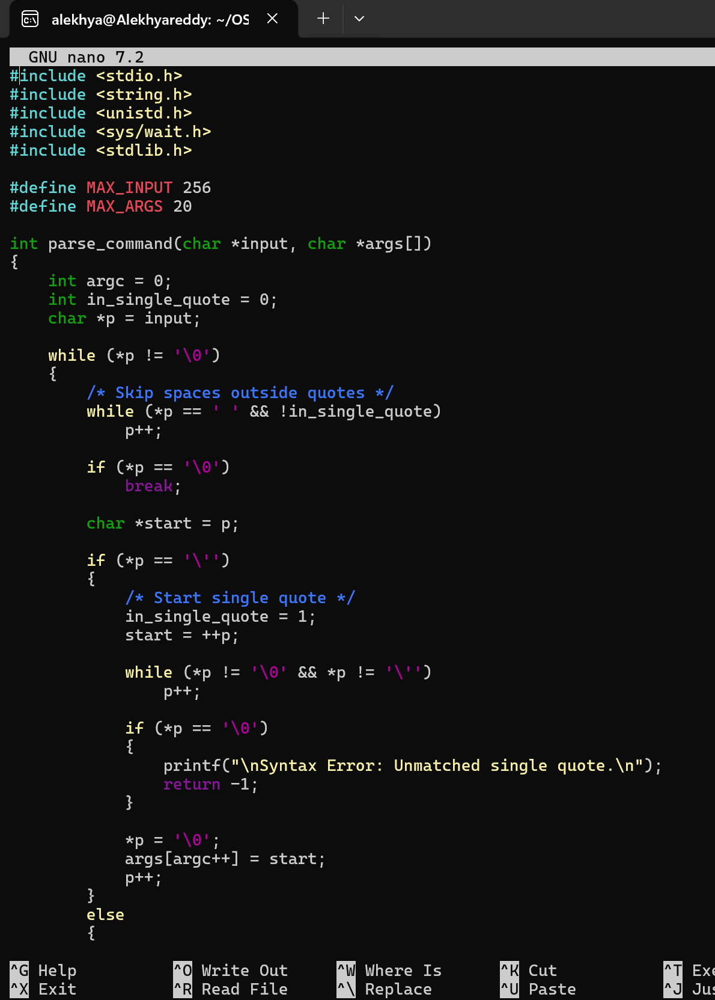 alekhya@Alekhyareddy: ~/OS
GNU nano 7.2
#include <stdio.h>
#include <string.h>
#include <unistd.h>
#include <sys/wait.h>
#include <stdlib.h>

#define MAX_INPUT 256
#define MAX_ARGS 20

int parse_command(char *input, char *args[])
{
    int argc = 0;
    int in_single_quote = 0;
    char *p = input;

    while (*p != '\0')
    {
        /* Skip spaces outside quotes */
        while (*p == ' ' && !in_single_quote)
            p++;

        if (*p == '\0')
            break;

        char *start = p;

        if (*p == '\'')
        {
            /* Start single quote */
            in_single_quote = 1;
            start = ++p;

            while (*p != '\0' && *p != '\'')
                p++;

            if (*p == '\0')
            {
                printf("\nSyntax Error: Unmatched single quote.\n");
                return -1;
            }

            *p = '\0';
            args[argc++] = start;
            p++;
        }
        else
        {

^G Help ^O Write Out ^W Where Is ^K Cut ^T Exe
^X Exit ^R Read File ^\ Replace ^U Paste ^J Jus